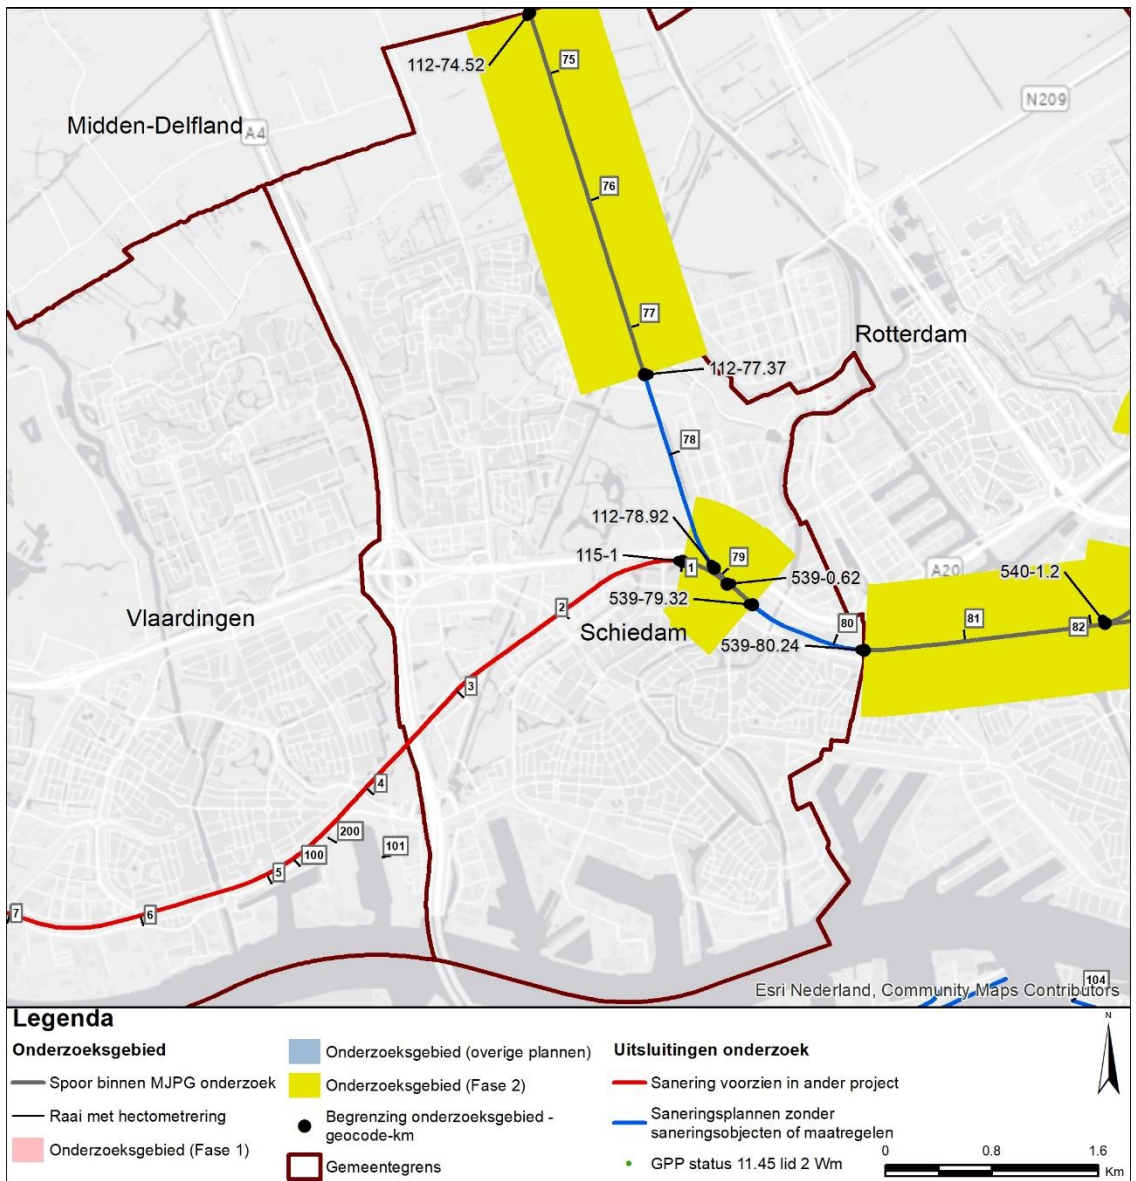 75
112-74.52
N209
Midden-Delfland
A4
76
77
Rotterdam
112-77.37
78
112-78.92
79
115-1
1
539-0.62
A20
540-1.2
2
539-79.32
Vlaardingen
Schiedam
80
81
82
539-80.24
3
4
200
101
100
5
7
6
104
Esri Nederland, Community Maps Contributors
Legenda
Onderzoeksgebied
Spoor binnen MJPG onderzoek
Raai met hectometrering
Onderzoeksgebied (Fase 1)
Onderzoeksgebied (overige plannen)
Onderzoeksgebied (Fase 2)
Begrenzing onderzoeksgebied -
geocode-km
Gemeentegrens
Uitsluitingen onderzoek
Sanering voorzien in ander project
Saneringsplannen zonder
saneringsobjecten of maatregelen
GPP status 11.45 lid 2 Wm
N
0 0.8 1.6
Km